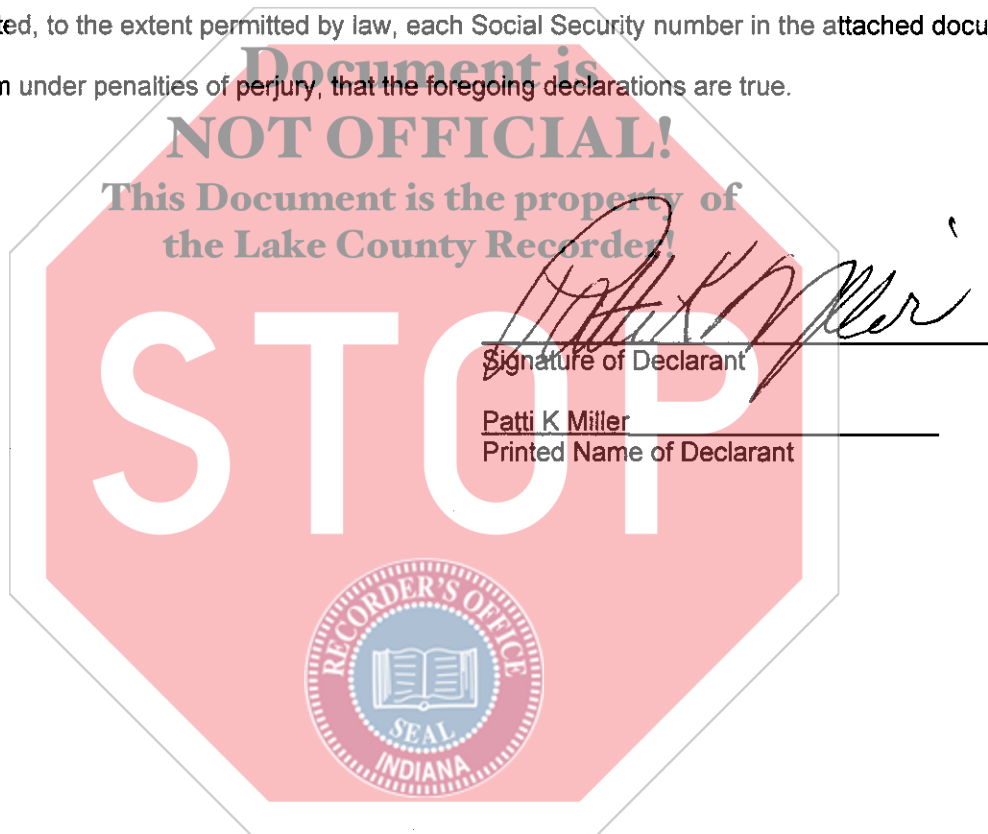 ted, to the extent permitted by law, each Social Security number in the attached docu
n under penalties of perjury, that the foregoing declarations are true.
Document is
NOT OFFICIAL!
This Document is the property of
the Lake County Recorder!
Patti K Miller
Signature of Declarant
Patti K Miller
Printed Name of Declarant
STOP
RECORDER'S OFFICE
SEAL
INDIANA